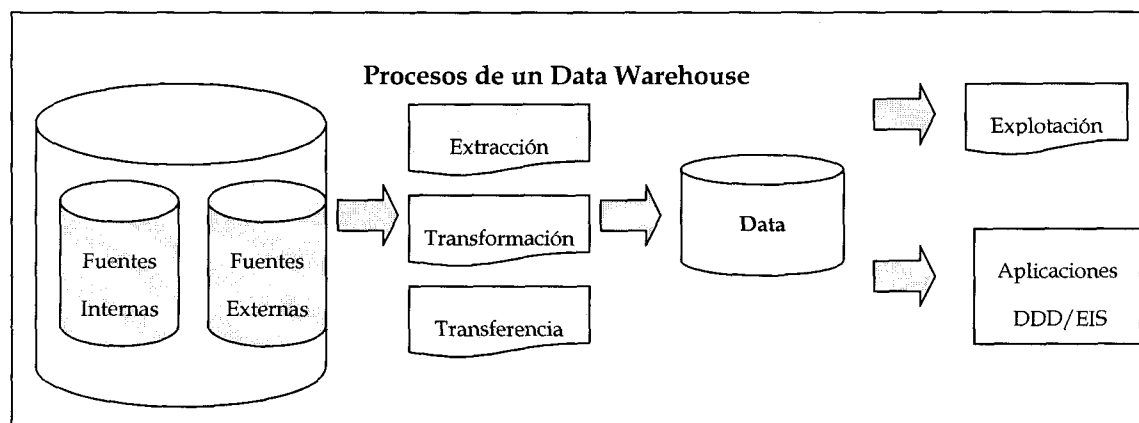 Procesos de un Data Warehouse
Fuentes
Internas
Fuentes
Externas
Extracción
Transformación
Transferencia
Data
Explotación
Aplicaciones
DDD/EIS